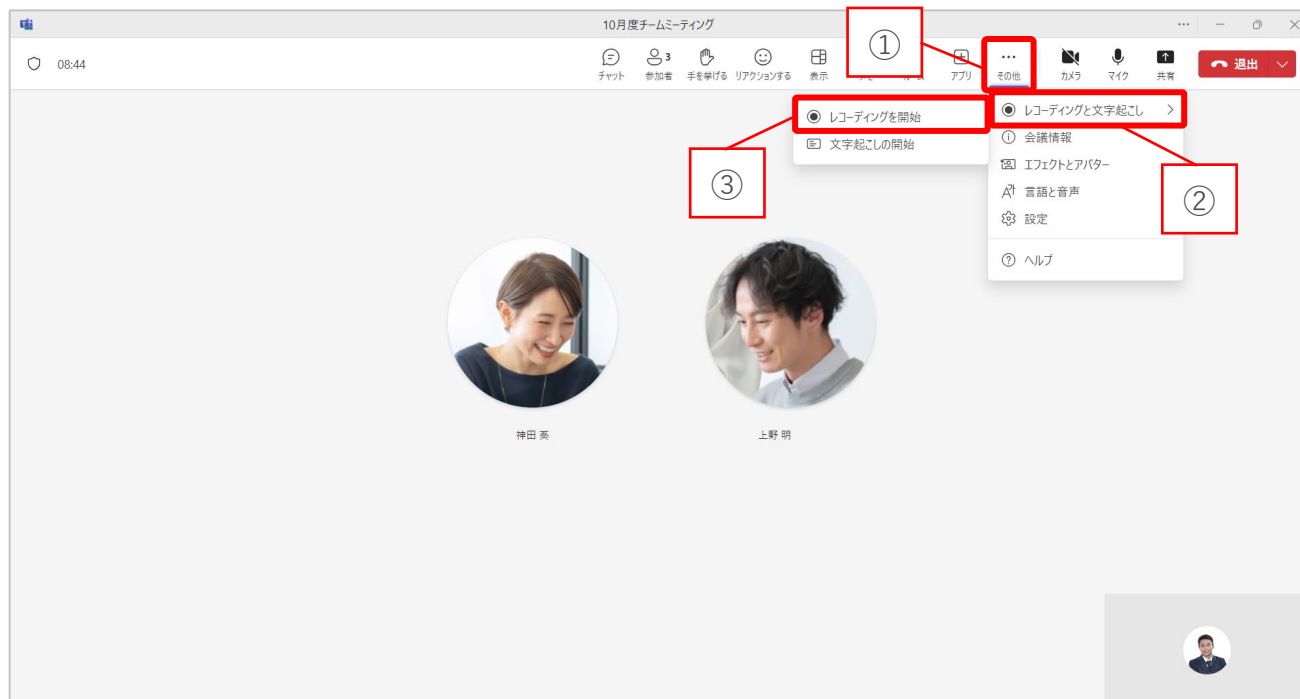 10月度チームミーティング
08:44
チャット
3
参加者
手を挙げる
リアクションする
表示
アプリ
その他
カメラ
マイク
共有
退出
①
レコーディングを開始
文字起こしの開始
レコーディングと文字起こし
会議情報
エフェクトとアバター
言語と音声
設定
ヘルプ
②
③
神田 葵
上野 明